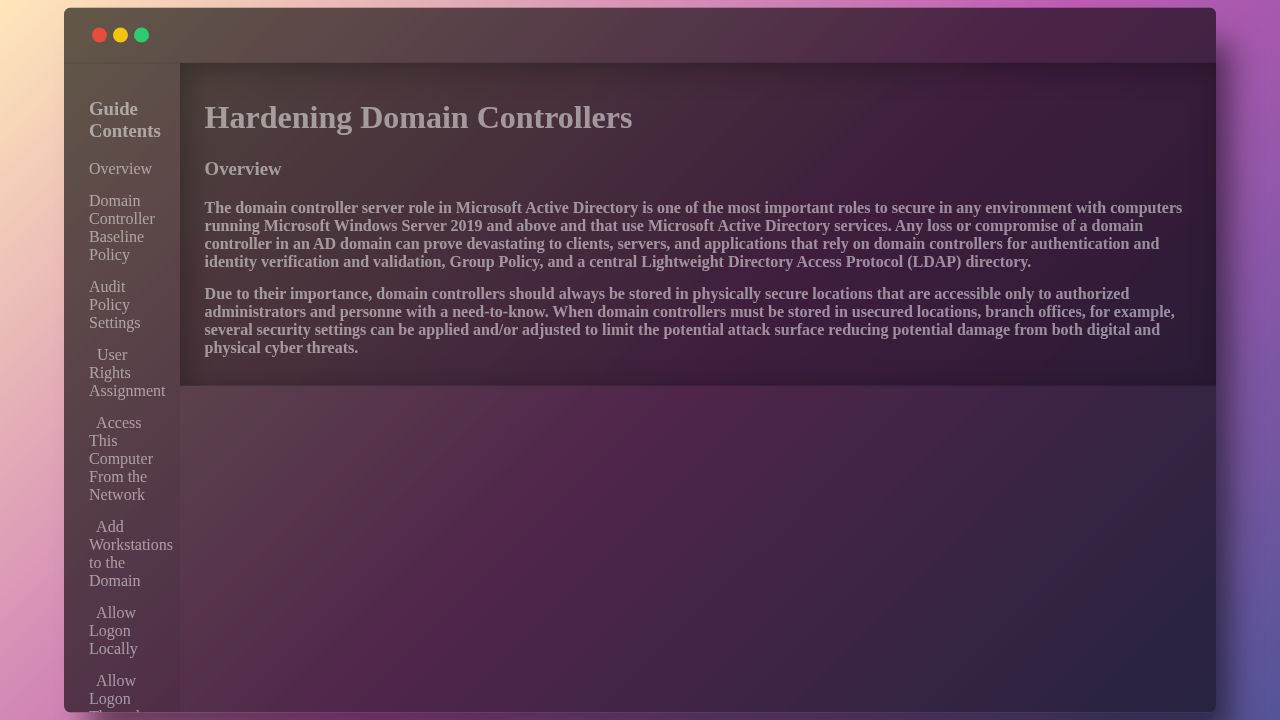 Guide
Contents
Overview
Domain
Controller
Baseline
Policy
Audit
Policy
Settings
User
Rights
Assignment
Access
This
Computer
From the
Network
Add
Workstations
to the
Domain
Allow
Logon
Locally
Allow
Logon
Hardening Domain Controllers
Overview
The domain controller server role in Microsoft Active Directory is one of the most important roles to secure in any environment with computers
running Microsoft Windows Server 2019 and above and that use Microsoft Active Directory services. Any loss or compromise of a domain
controller in an AD domain can prove devastating to clients, servers, and applications that rely on domain controllers for authentication and
identity verification and validation, Group Policy, and a central Lightweight Directory Access Protocol (LDAP) directory.
Due to their importance, domain controllers should always be stored in physically secure locations that are accessible only to authorized
administrators and personne with a need-to-know. When domain controllers must be stored in usecured locations, branch offices, for example,
several security settings can be applied and/or adjusted to limit the potential attack surface reducing potential damage from both digital and
physical cyber threats.